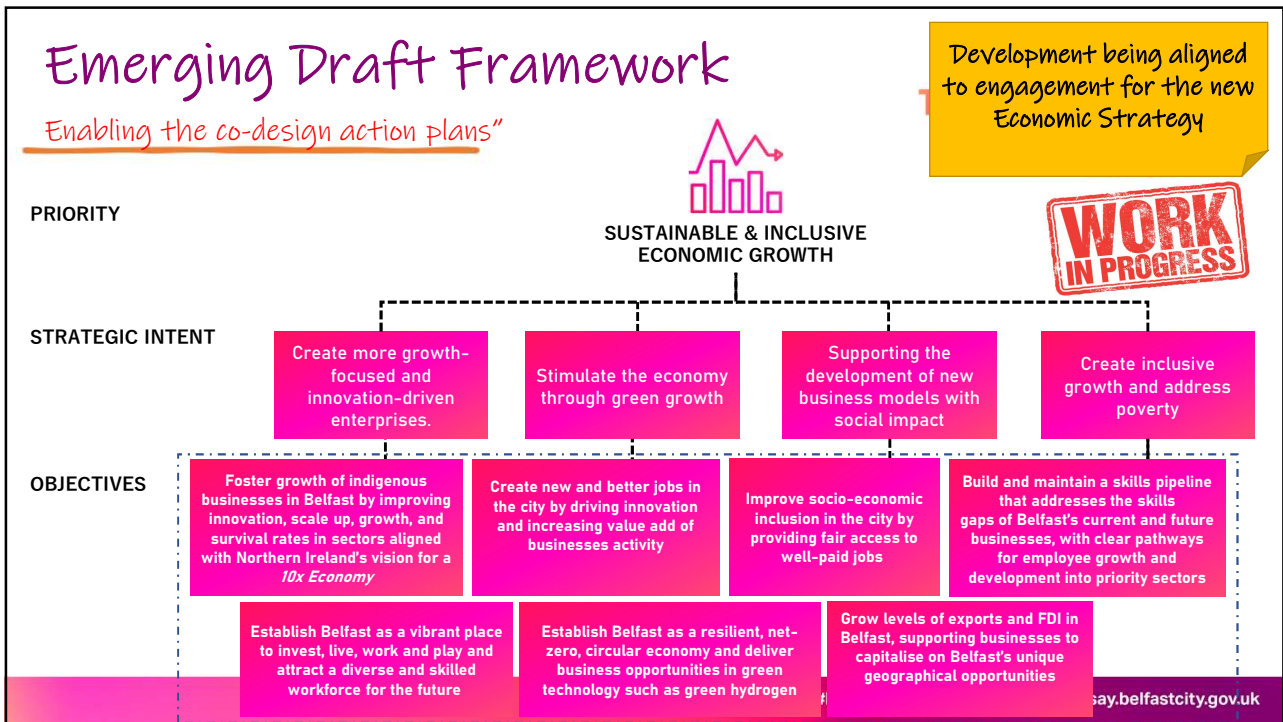 Emerging Draft Framework
Enabling the co-design action plans"
Development being aligned
to engagement for the new
Economic Strategy
PRIORITY
SUSTAINABLE & INCLUSIVE
ECONOMIC GROWTH
WORK
IN PROGRESS
STRATEGIC INTENT
Create more growth-
focused and
innovation-driven
enterprises.
Stimulate the economy
through green growth
Supporting the
development of new
business models with
social impact
Create inclusive
growth and address
poverty
OBJECTIVES
Foster growth of indigenous
businesses in Belfast by improving
innovation, scale up, growth, and
survival rates in sectors aligned
with Northern Ireland's vision for a
10x Economy
Create new and better jobs in
the city by driving innovation
and increasing value add of
businesses activity
Improve socio-economic
inclusion in the city by
providing fair access to
well-paid jobs
Build and maintain a skills pipeline
that addresses the skills
gaps of Belfast's current and future
businesses, with clear pathways
for employee growth and
development into priority sectors
Establish Belfast as a vibrant place
to invest, live, work and play and
attract a diverse and skilled
workforce for the future
Establish Belfast as a resilient, net-
zero, circular economy and deliver
business opportunities in green
technology such as green hydrogen
Grow levels of exports and FDI in
Belfast, supporting businesses to
capitalise on Belfast's unique
geographical opportunities
say.belfastcity.gov.uk